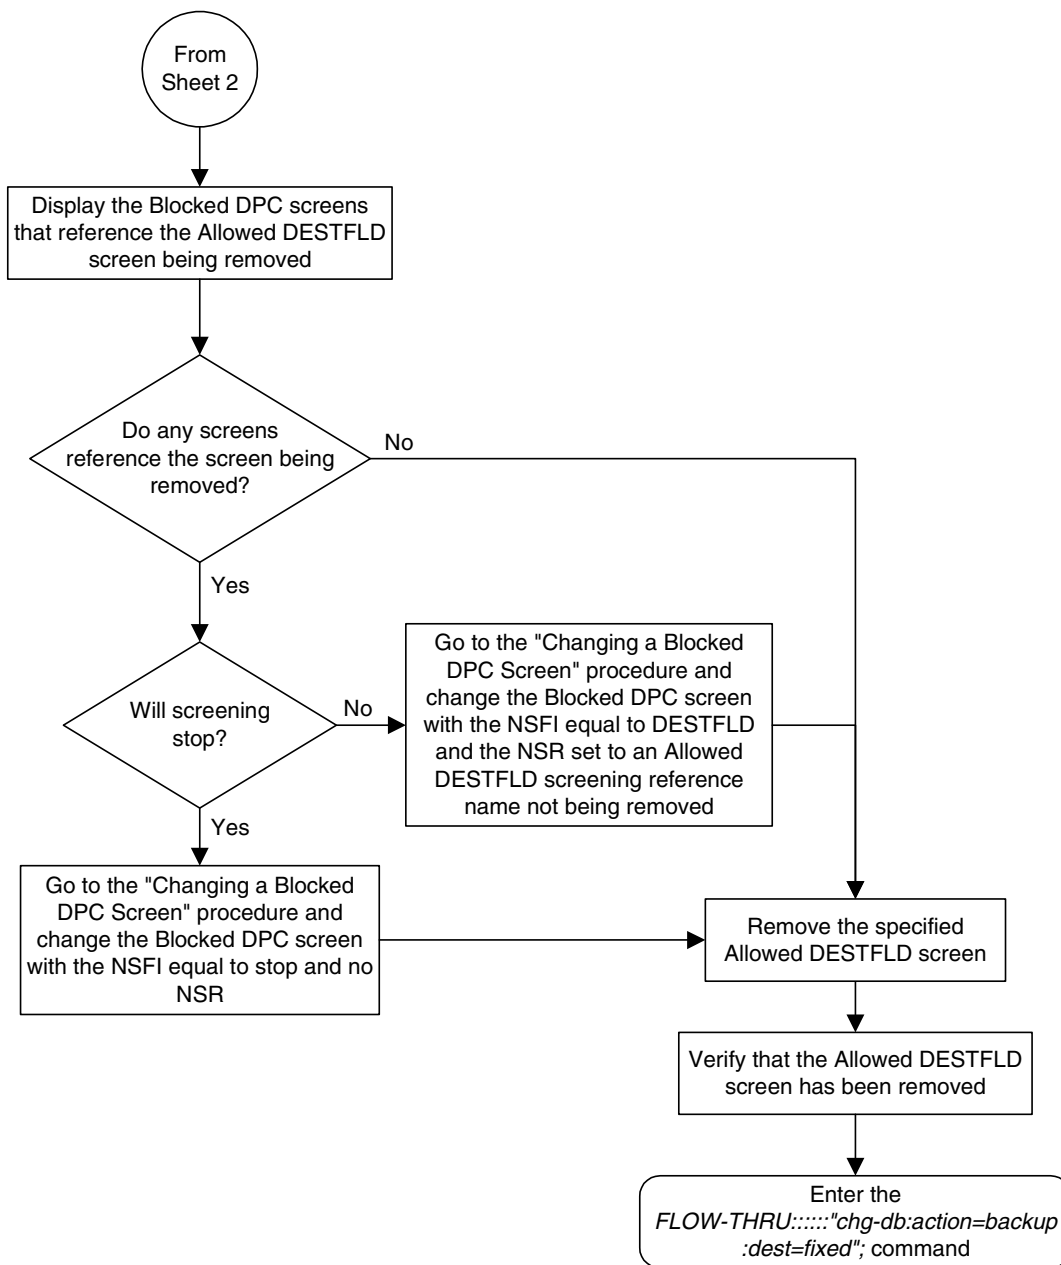 From
Sheet 2
Display the Blocked DPC screens
that reference the Allowed DESTFLD
screen being removed
Do any screens
reference the screen being
removed?
No
Yes
Will screening
stop?
No
Go to the "Changing a Blocked
DPC Screen" procedure and
change the Blocked DPC screen
with the NSFI equal to DESTFLD
and the NSR set to an Allowed
DESTFLD screening reference
name not being removed
Yes
Go to the "Changing a Blocked
DPC Screen" procedure and
change the Blocked DPC screen
with the NSFI equal to stop and no
NSR
Remove the specified
Allowed DESTFLD screen
Verify that the Allowed DESTFLD
screen has been removed
Enter the
FLOW-THRU::::::"chg-db:action=backup
:dest=fixed"; command